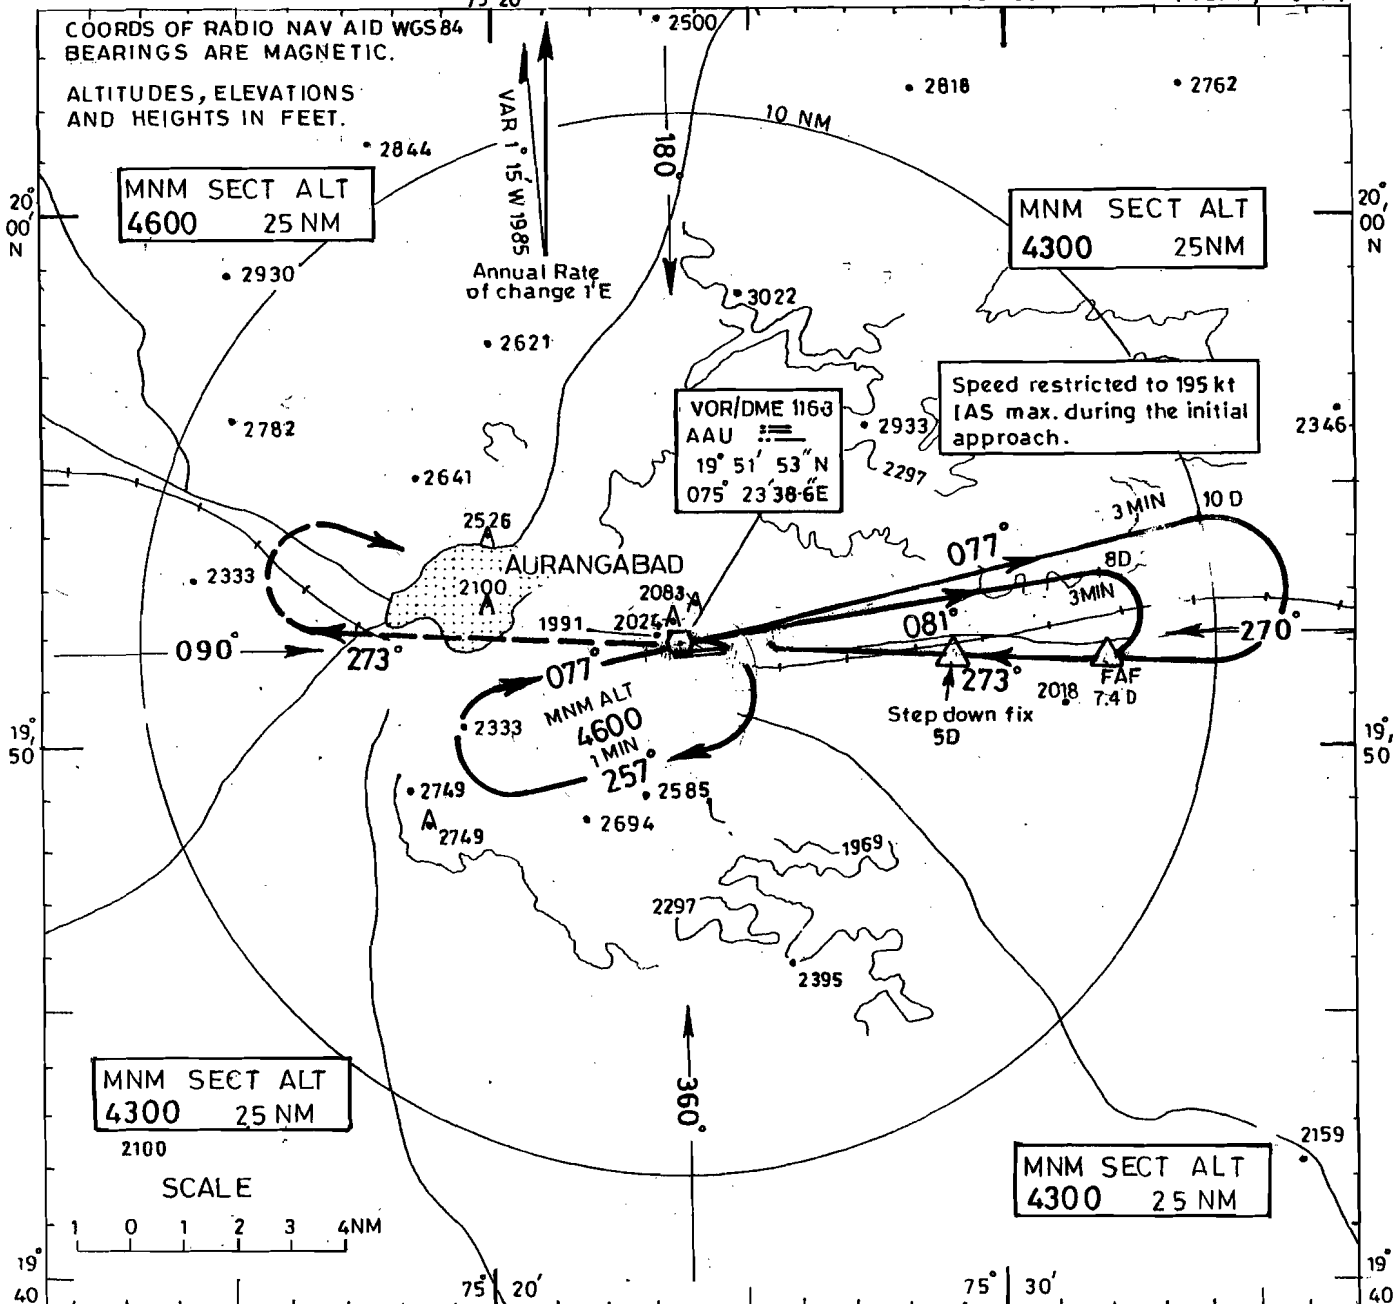 75° 20'
COORDS OF RADIO NAV AID WGS84
BEARINGS ARE MAGNETIC.
ALTITUDES, ELEVATIONS
AND HEIGHTS IN FEET.
2500
2818
2762
10 NM
VAR 1° 15' W 1985
180°
2844
MNM SECT ALT
4600 25 NM
MNM SECT ALT
4300 25NM
20° 00' N
20° 00' N
2930
Annual Rate
of change 1'E
3022
2621
Speed restricted to 195 kt
IAS max. during the initial
approach.
VOR/DME 116·3
AAU
19° 51' 53" N
075° 23' 38·6"E
2933
2346
2782
2297
2641
3 MIN
10 D
2526
077°
AURANGABAD
8D
2333
2100
2083
3 MIN
081°
1991
2024
270°
090°
273°
077°
273°
FAF
7.4 D
2018
Step down fix
5D
MNM ALT
4600
1 MIN
257°
2333
19° 50'
19° 50'
2749
2585
2749
2694
1969
2297
2395
MNM SECT ALT
4300 25 NM
2100
360°
2159
MNM SECT ALT
4300 25 NM
SCALE
1 0 1 2 3 4NM
19° 40
75° 20'
75° 30'
19° 40